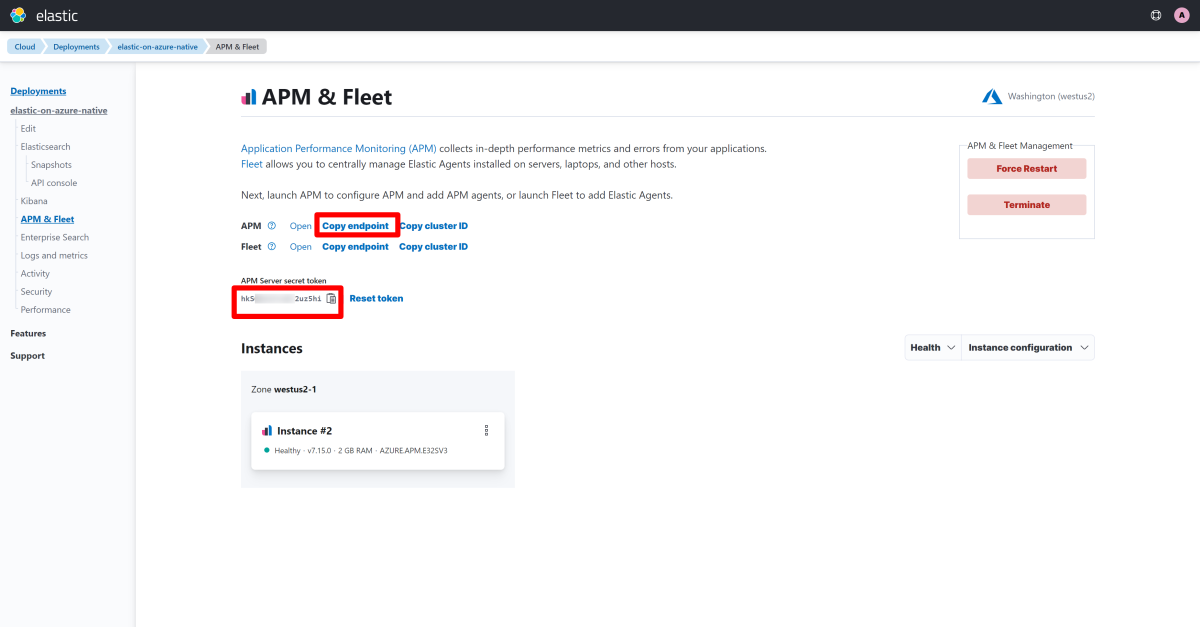 elastic
A
Cloud Deployments elastic-on-azure-native APM & Fleet
Deployments
elastic-on-azure-native
Edit
Elasticsearch
Snapshots
API console
Kibana
APM & Fleet
Enterprise Search
Logs and metrics
Activity
Security
Performance
Features
Support
APM & Fleet
Washington (westus2)
Application Performance Monitoring (APM) collects in-depth performance metrics and errors from your applications.
Fleet allows you to centrally manage Elastic Agents installed on servers, laptops, and other hosts.
Next, launch APM to configure APM and add APM agents, or launch Fleet to add Elastic Agents.
APM Open Copy endpoint Copy cluster ID
Fleet Open Copy endpoint Copy cluster ID
APM Server secret token
2uz5hi Reset token
APM & Fleet Management
Force Restart
Terminate
Instances
Health Instance configuration
Zone westus2-1
Instance #2
Healthy · v7.15.0 · 2 GB RAM · AZURE.APM.E32SV3